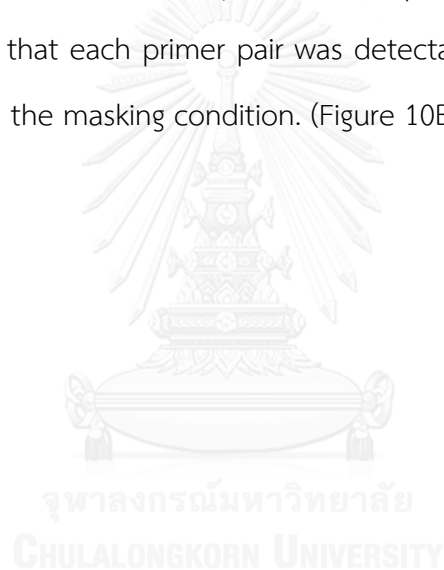 that each primer pair was detecta
the masking condition. (Figure 10B
จุฬาลงกรณ์มหาวิทยาลัย
CHULALONGKORN UNIVERSITY